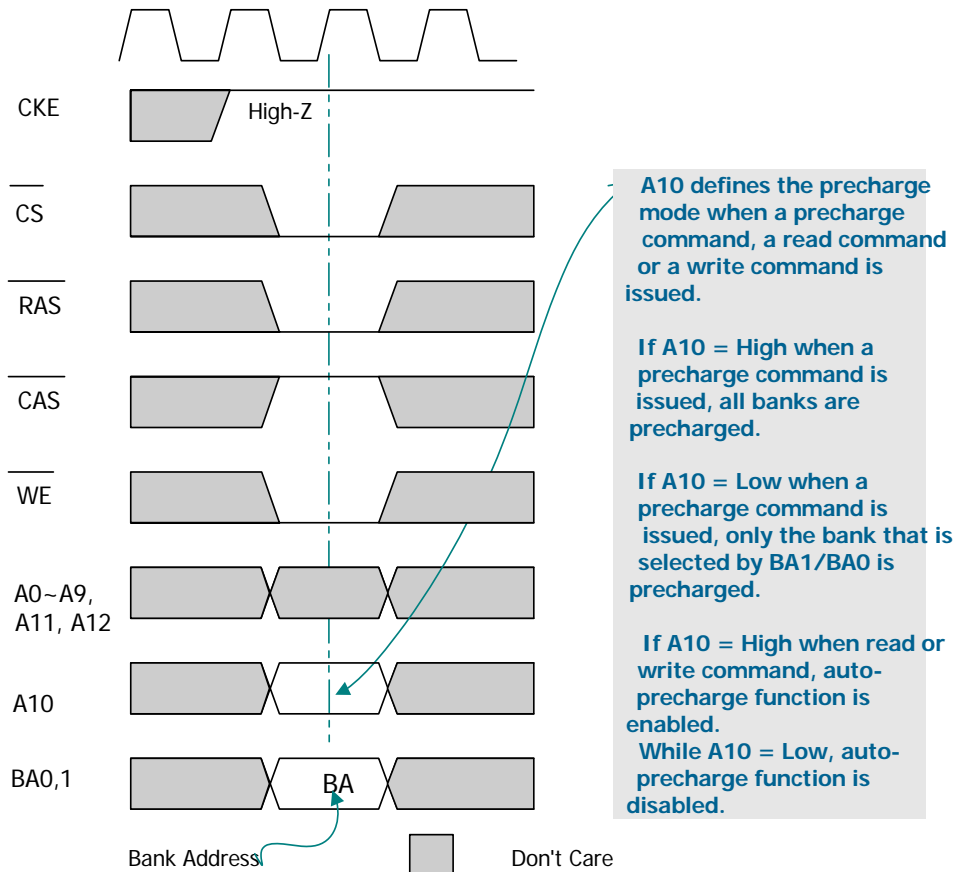 CKE
High-Z
CS
RAS
CAS
WE
A0~A9,
A11, A12
A10
BA0,1
BA
Bank Address
Don't Care
A10 defines the precharge
mode when a precharge
command, a read command
or a write command is
issued.
If A10 = High when a
precharge command is
issued, all banks are
precharged.
If A10 = Low when a
precharge command is
issued, only the bank that is
selected by BA1/BA0 is
precharged.
If A10 = High when read or
write command, auto-
precharge function is
enabled.
While A10 = Low, auto-
precharge function is
disabled.